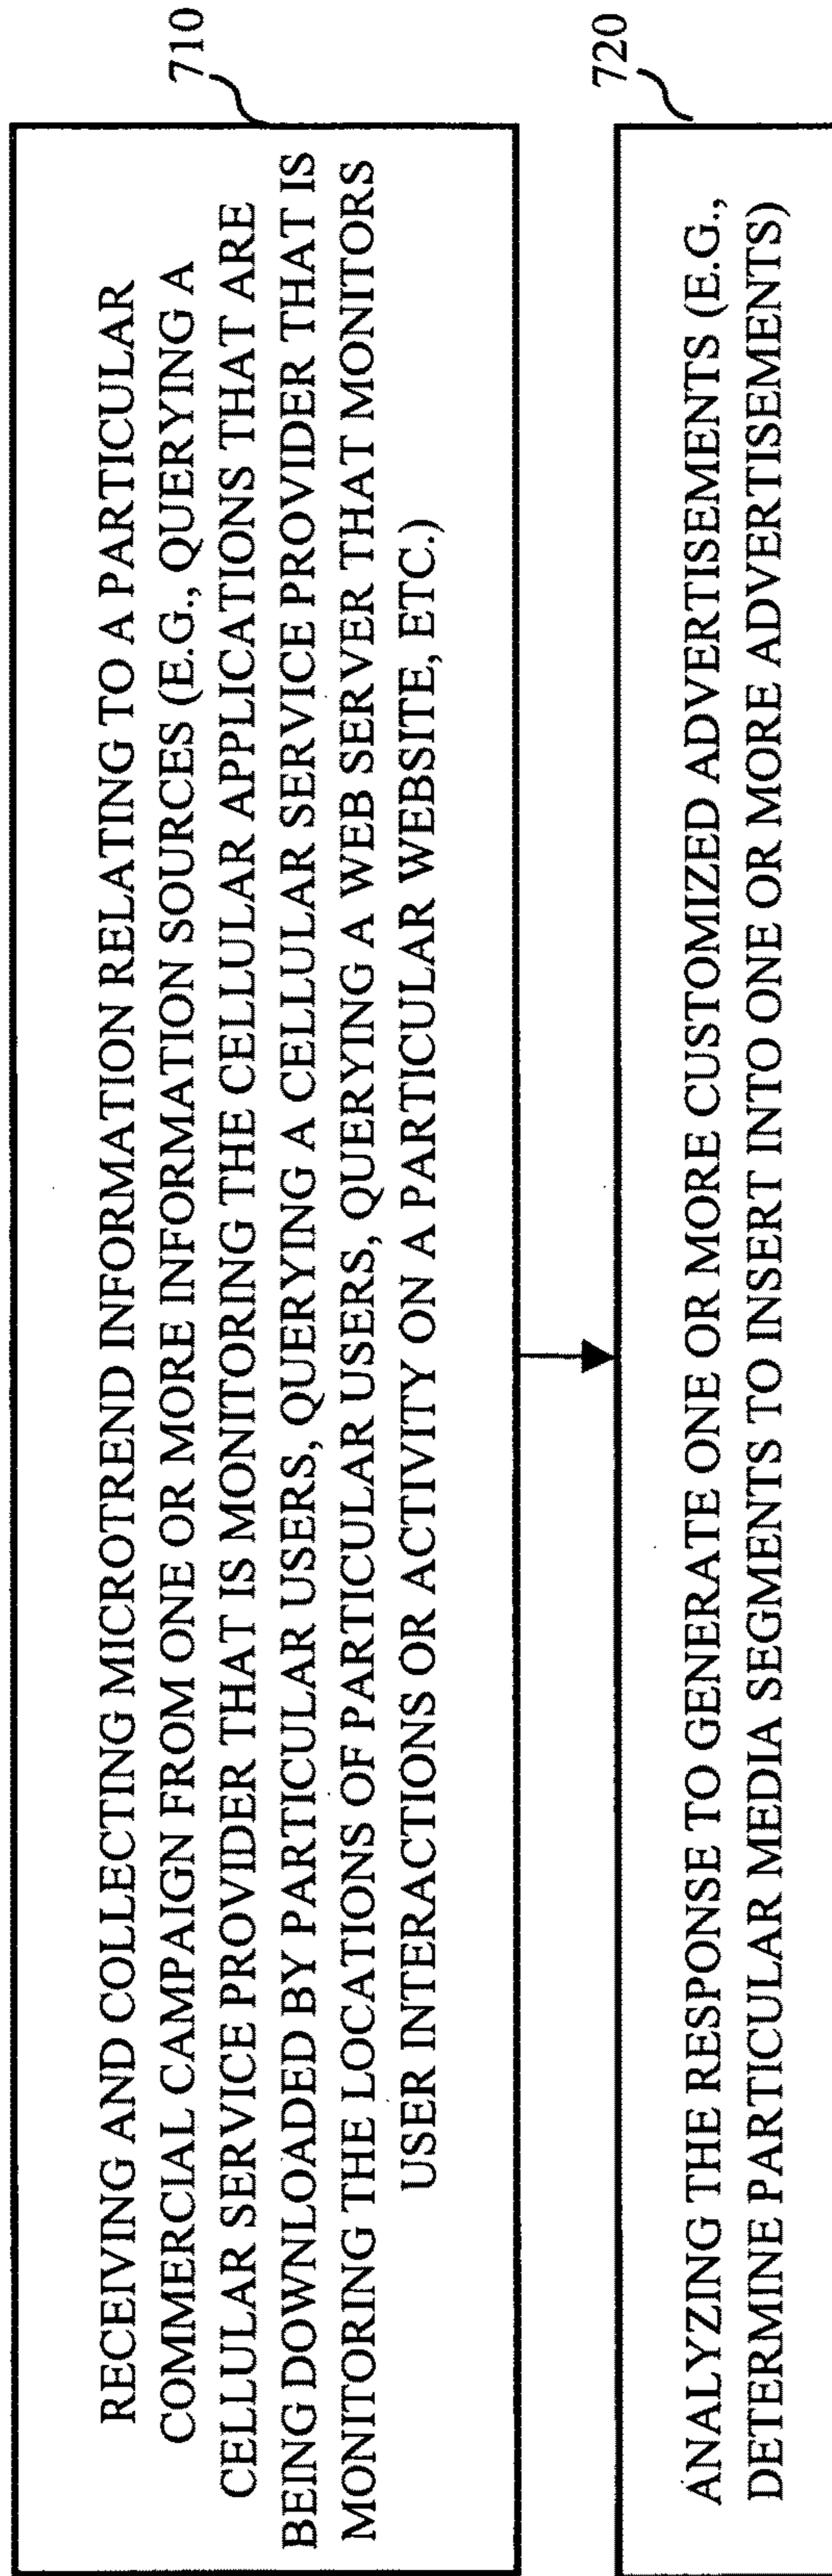 RECEIVING AND COLLECTING MICROTREND INFORMATION RELATING TO A PARTICULAR
COMMERCIAL CAMPAIGN FROM ONE OR MORE INFORMATION SOURCES (E.G., QUERYING A
CELLULAR SERVICE PROVIDER THAT IS MONITORING THE CELLULAR APPLICATIONS THAT ARE
BEING DOWNLOADED BY PARTICULAR USERS, QUERYING A CELLULAR SERVICE PROVIDER THAT IS
MONITORING THE LOCATIONS OF PARTICULAR USERS, QUERYING A WEB SERVER THAT MONITORS
USER INTERACTIONS OR ACTIVITY ON A PARTICULAR WEBSITE, ETC.)
710
ANALYZING THE RESPONSE TO GENERATE ONE OR MORE CUSTOMIZED ADVERTISEMENTS (E.G.,
DETERMINE PARTICULAR MEDIA SEGMENTS TO INSERT INTO ONE OR MORE ADVERTISEMENTS)
720